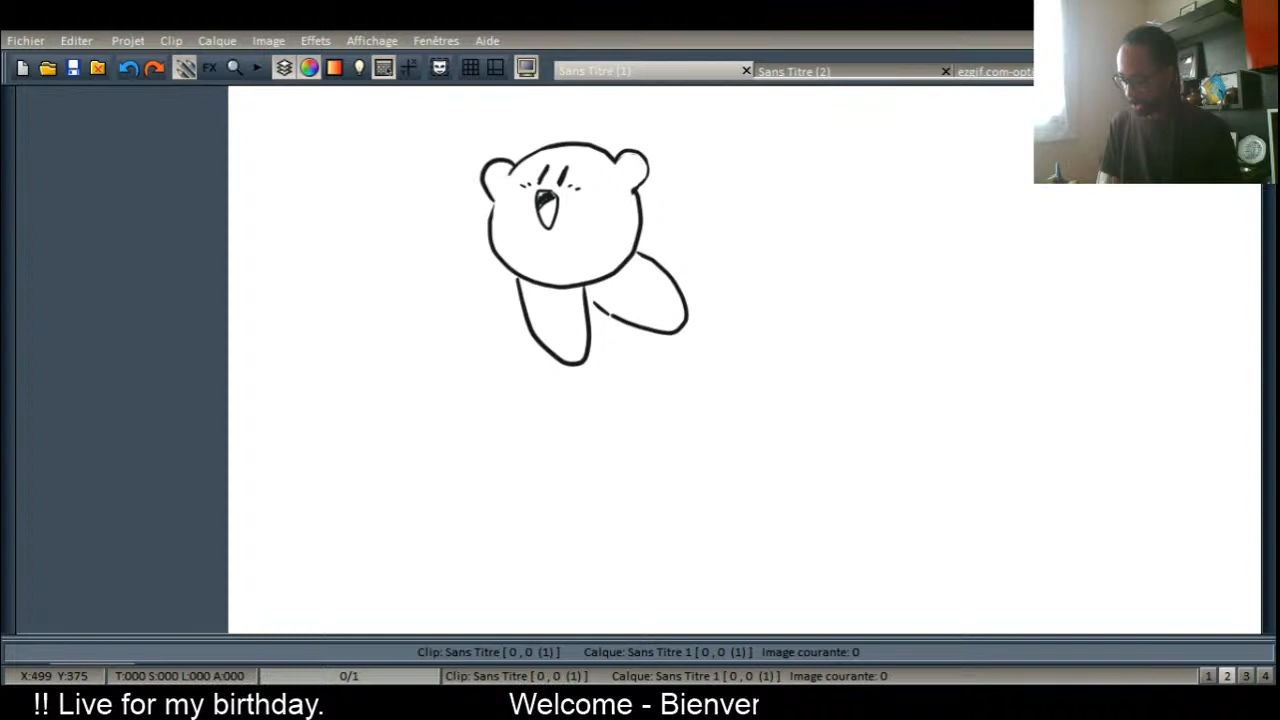 Fichier Editer Projet Clip Calque Image Effets Affichage Fenêtres Aide
FX Sans Titre (1) Sans Titre (2) ezgif.com-opti
Clip: Sans Titre [ 0 , 0 (1) ] Calque: Sans Titre 1 [ 0 , 0 (1) ] Image courante: 0
X:499 Y:375 T:000 S:000 L:000 A:000 0/1 Clip: Sans Titre [ 0 , 0 (1) ] Calque: Sans Titre 1 [ 0 , 0 (1) ] Image courante: 0 1 2 3 4
!! Live for my birthday. Welcome - Bienver